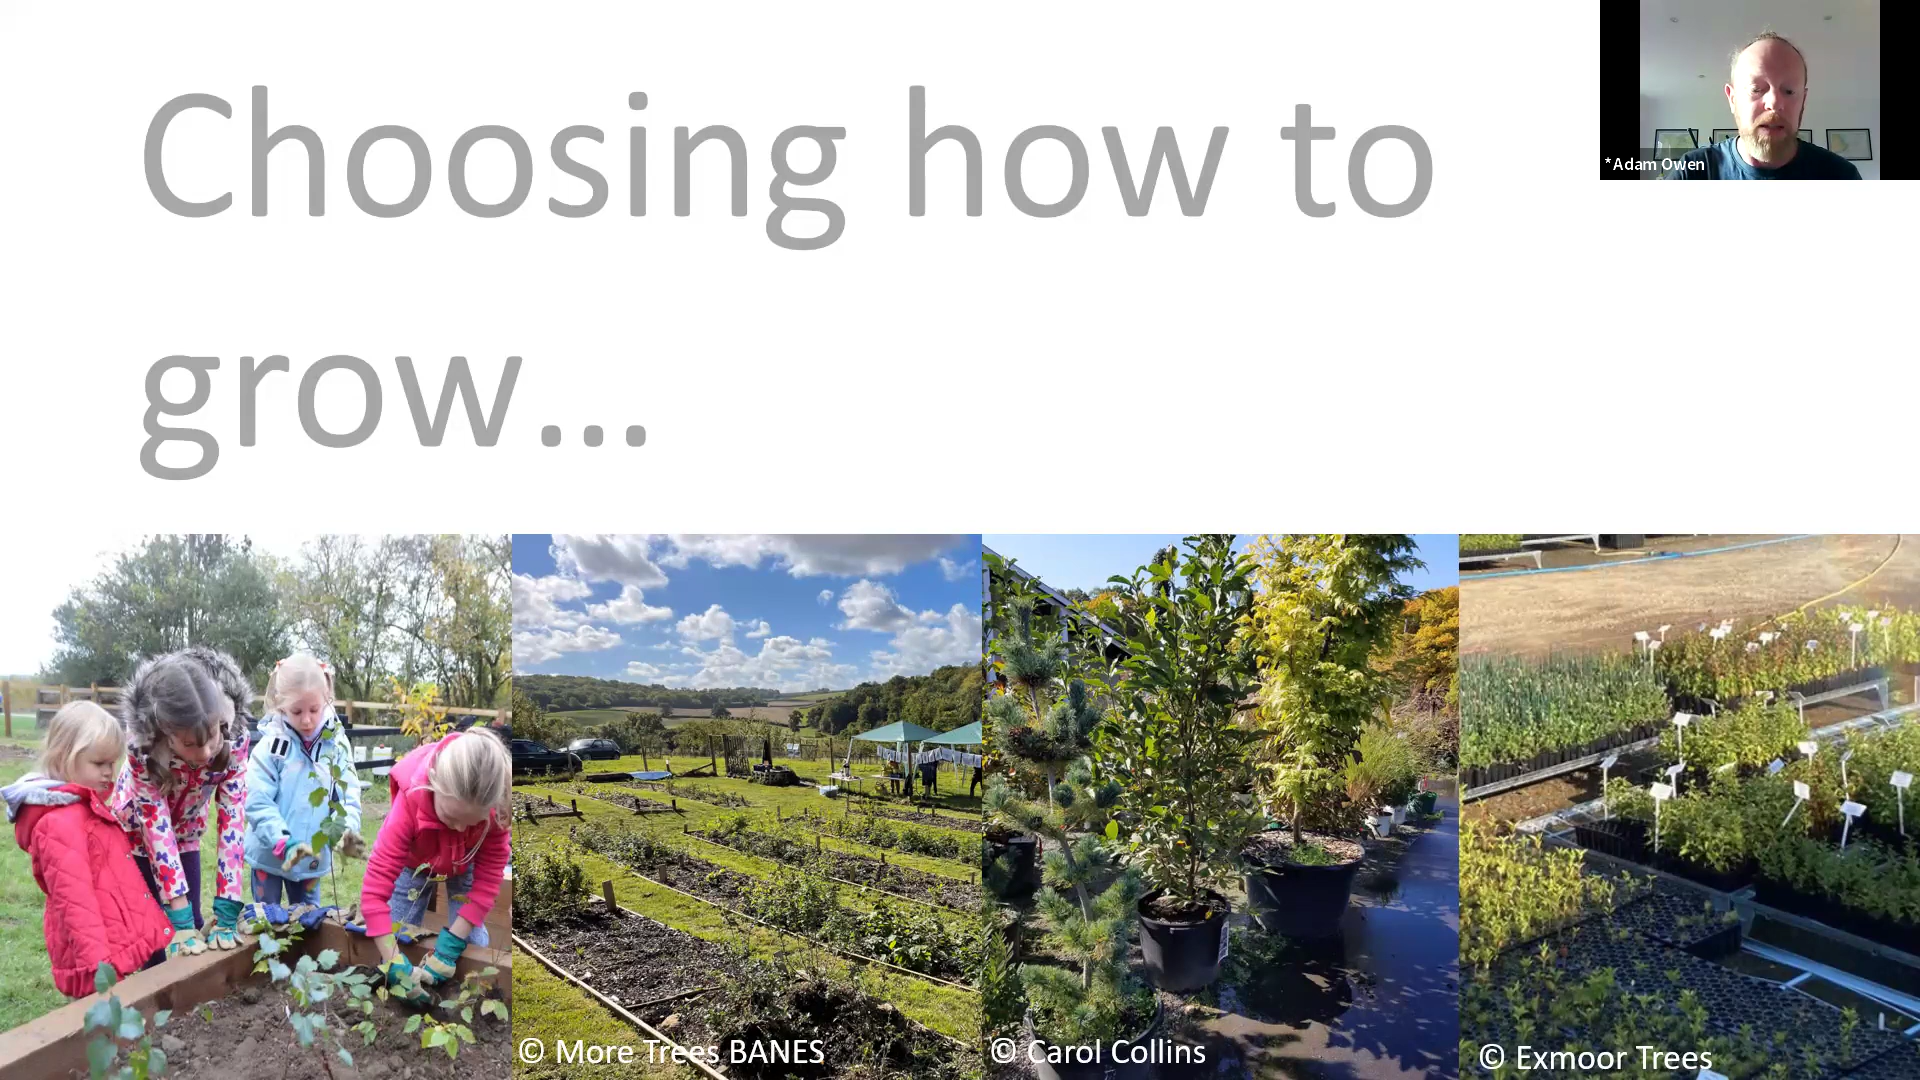 Choosing how to
grow...
*Adam Owen
© More Trees BANES
© Carol Collins
© Exmoor Trees